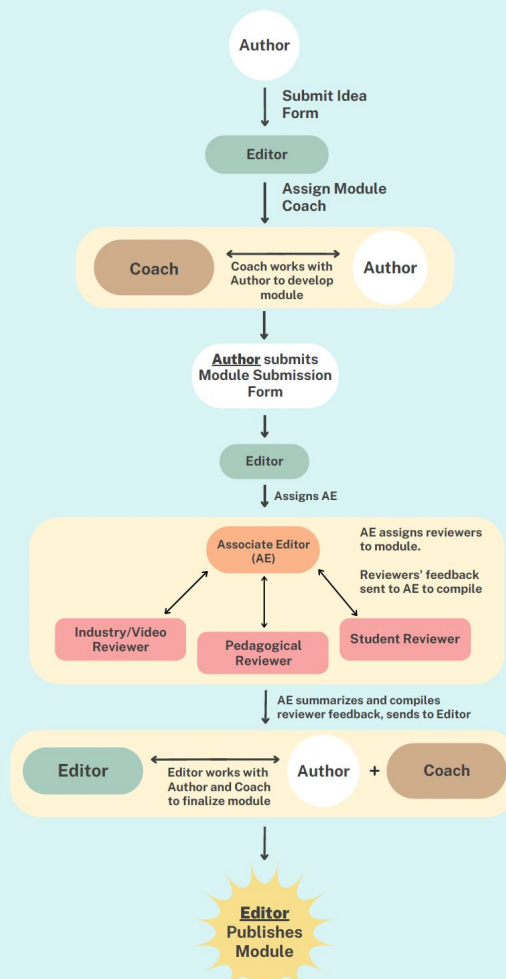 Author
Submit Idea
Form
Editor
Assign Module
Coach
Coach
Coach works with
Author to develop
module
Author
Author submits
Module Submission
Form
Editor
Assigns AE
Associate Editor
(AE)
AE assigns reviewers
to module.
Reviewers' feedback
sent to AE to compile
Industry/Video
Reviewer
Pedagogical
Reviewer
Student Reviewer
AE summarizes and compiles
reviewer feedback, sends to Editor
Editor
Editor works with
Author and Coach
to finalize module
Author
+
Coach
Editor
Publishes
Module